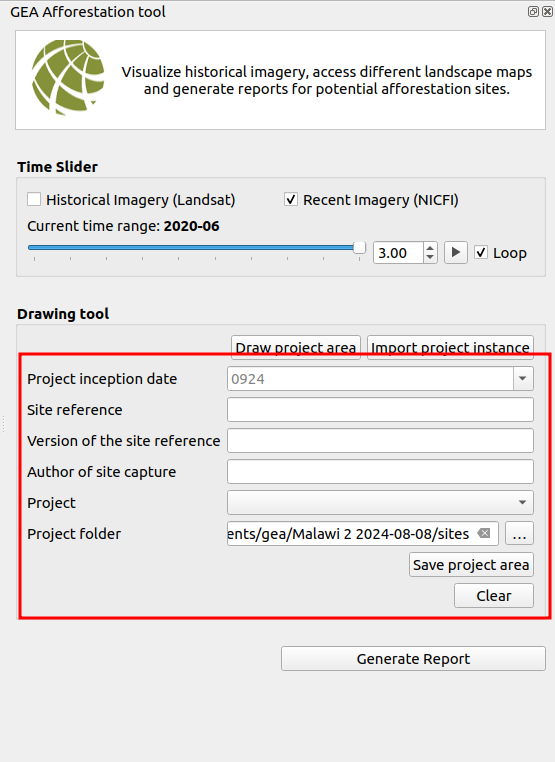 GEA Afforestation tool
Visualize historical imagery, access different landscape maps
and generate reports for potential afforestation sites.
Time Slider
Historical Imagery (Landsat)
Recent Imagery (NICFI)
Current time range: 2020-06
3.00
Loop
Drawing tool
Draw project area
Import project instance
Project inception date
0924
Site reference
Version of the site reference
Author of site capture
Project
Project folder
ents/gea/Malawi 2 2024-08-08/sites
...
Save project area
Clear
Generate Report